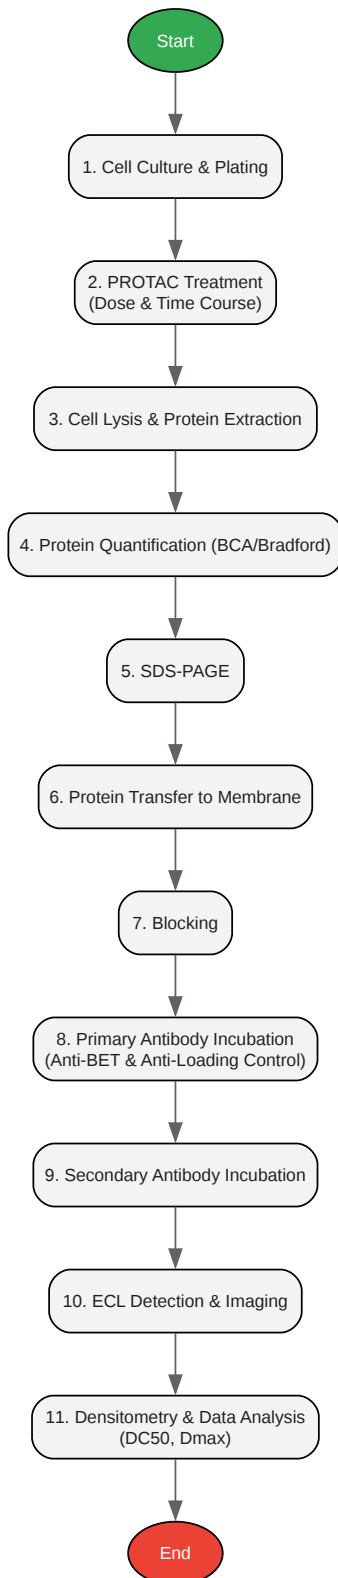 Start
1. Cell Culture & Plating
2. PROTAC Treatment
(Dose & Time Course)
3. Cell Lysis & Protein Extraction
4. Protein Quantification (BCA/Bradford)
5. SDS-PAGE
6. Protein Transfer to Membrane
7. Blocking
8. Primary Antibody Incubation
(Anti-BET & Anti-Loading Control)
9. Secondary Antibody Incubation
10. ECL Detection & Imaging
11. Densitometry & Data Analysis
(DC50, Dmax)
End